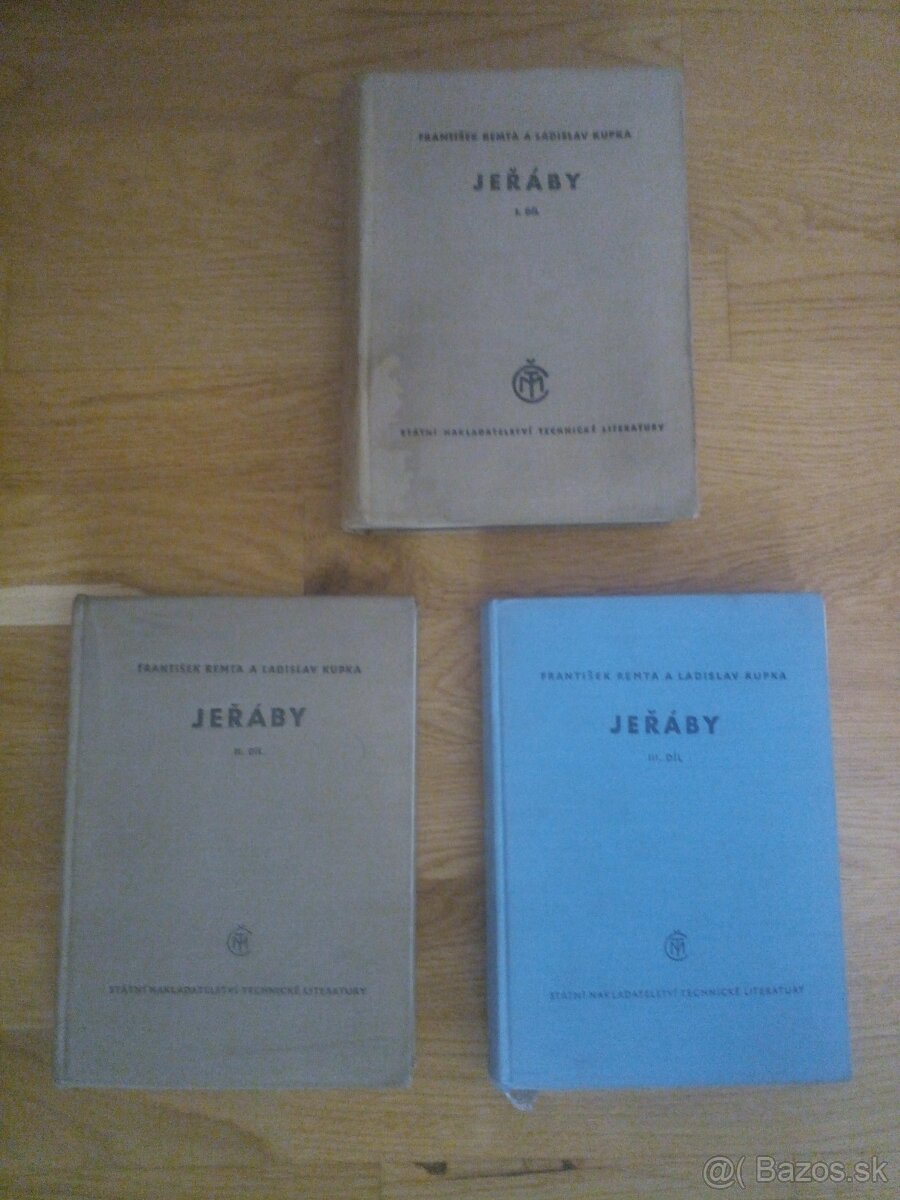 FRANTIŠEK REMTA A LADISLAV KUPKA
JEŘÁBY
I. DÍL
STÁTNÍ NAKLADATELSTVÍ TECHNICKÉ LITERATURY
FRANTIŠEK REMTA A LADISLAV KUPKA
JEŘÁBY
II. DÍL
STÁTNÍ NAKLADATELSTVÍ TECHNICKÉ LITERATURY
FRANTIŠEK REMTA A LADISLAV KUPKA
JEŘÁBY
III. DÍL
STÁTNÍ NAKLADATELSTVÍ TECHNICKÉ LITERATURY
@( Bazos.sk